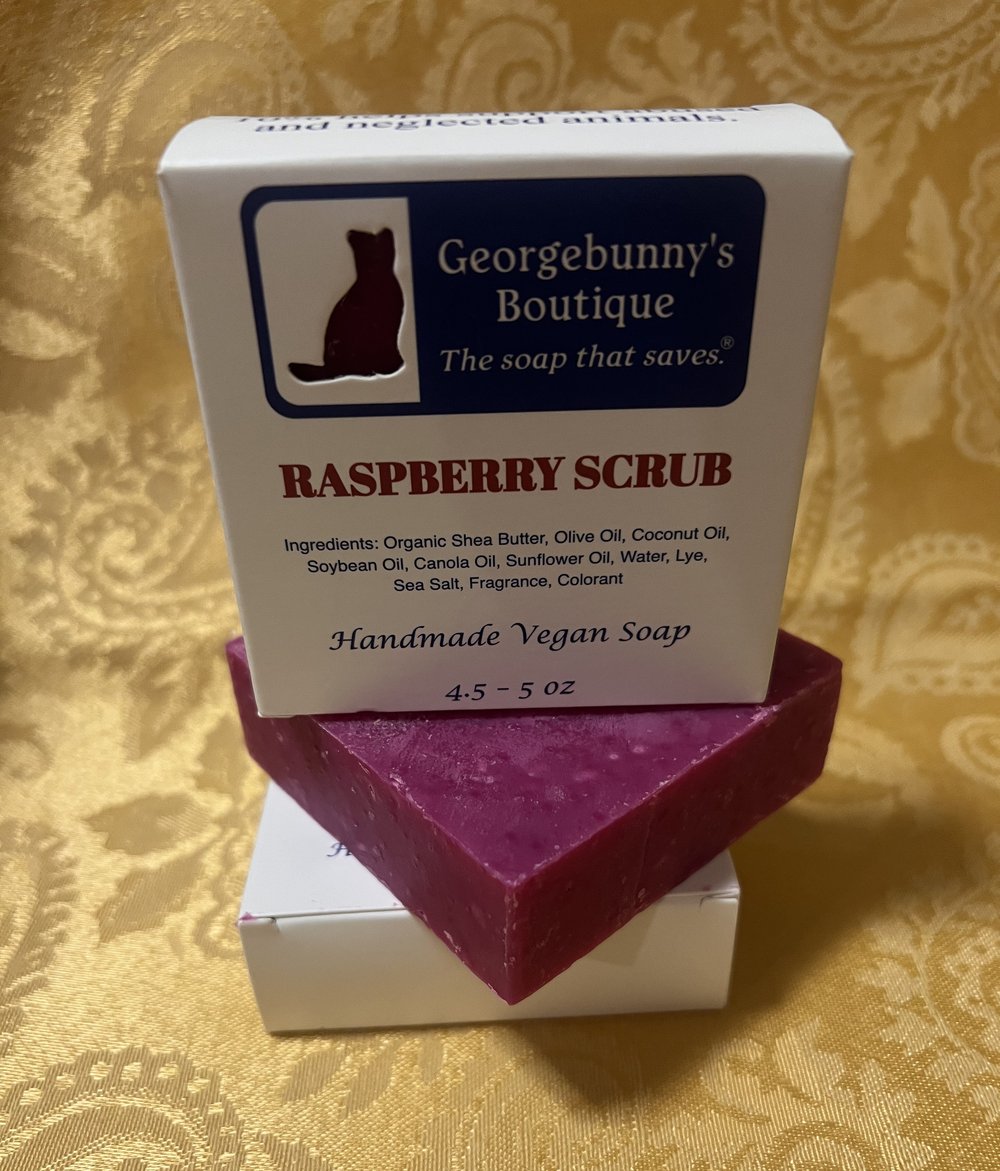 and neglected animals.
Georgebunny's
Boutique
The soap that saves.®
RASPBERRY SCRUB
Ingredients: Organic Shea Butter, Olive Oil, Coconut Oil,
Soybean Oil, Canola Oil, Sunflower Oil, Water, Lye,
Sea Salt, Fragrance, Colorant
Handmade Vegan Soap
4.5 - 5 oz